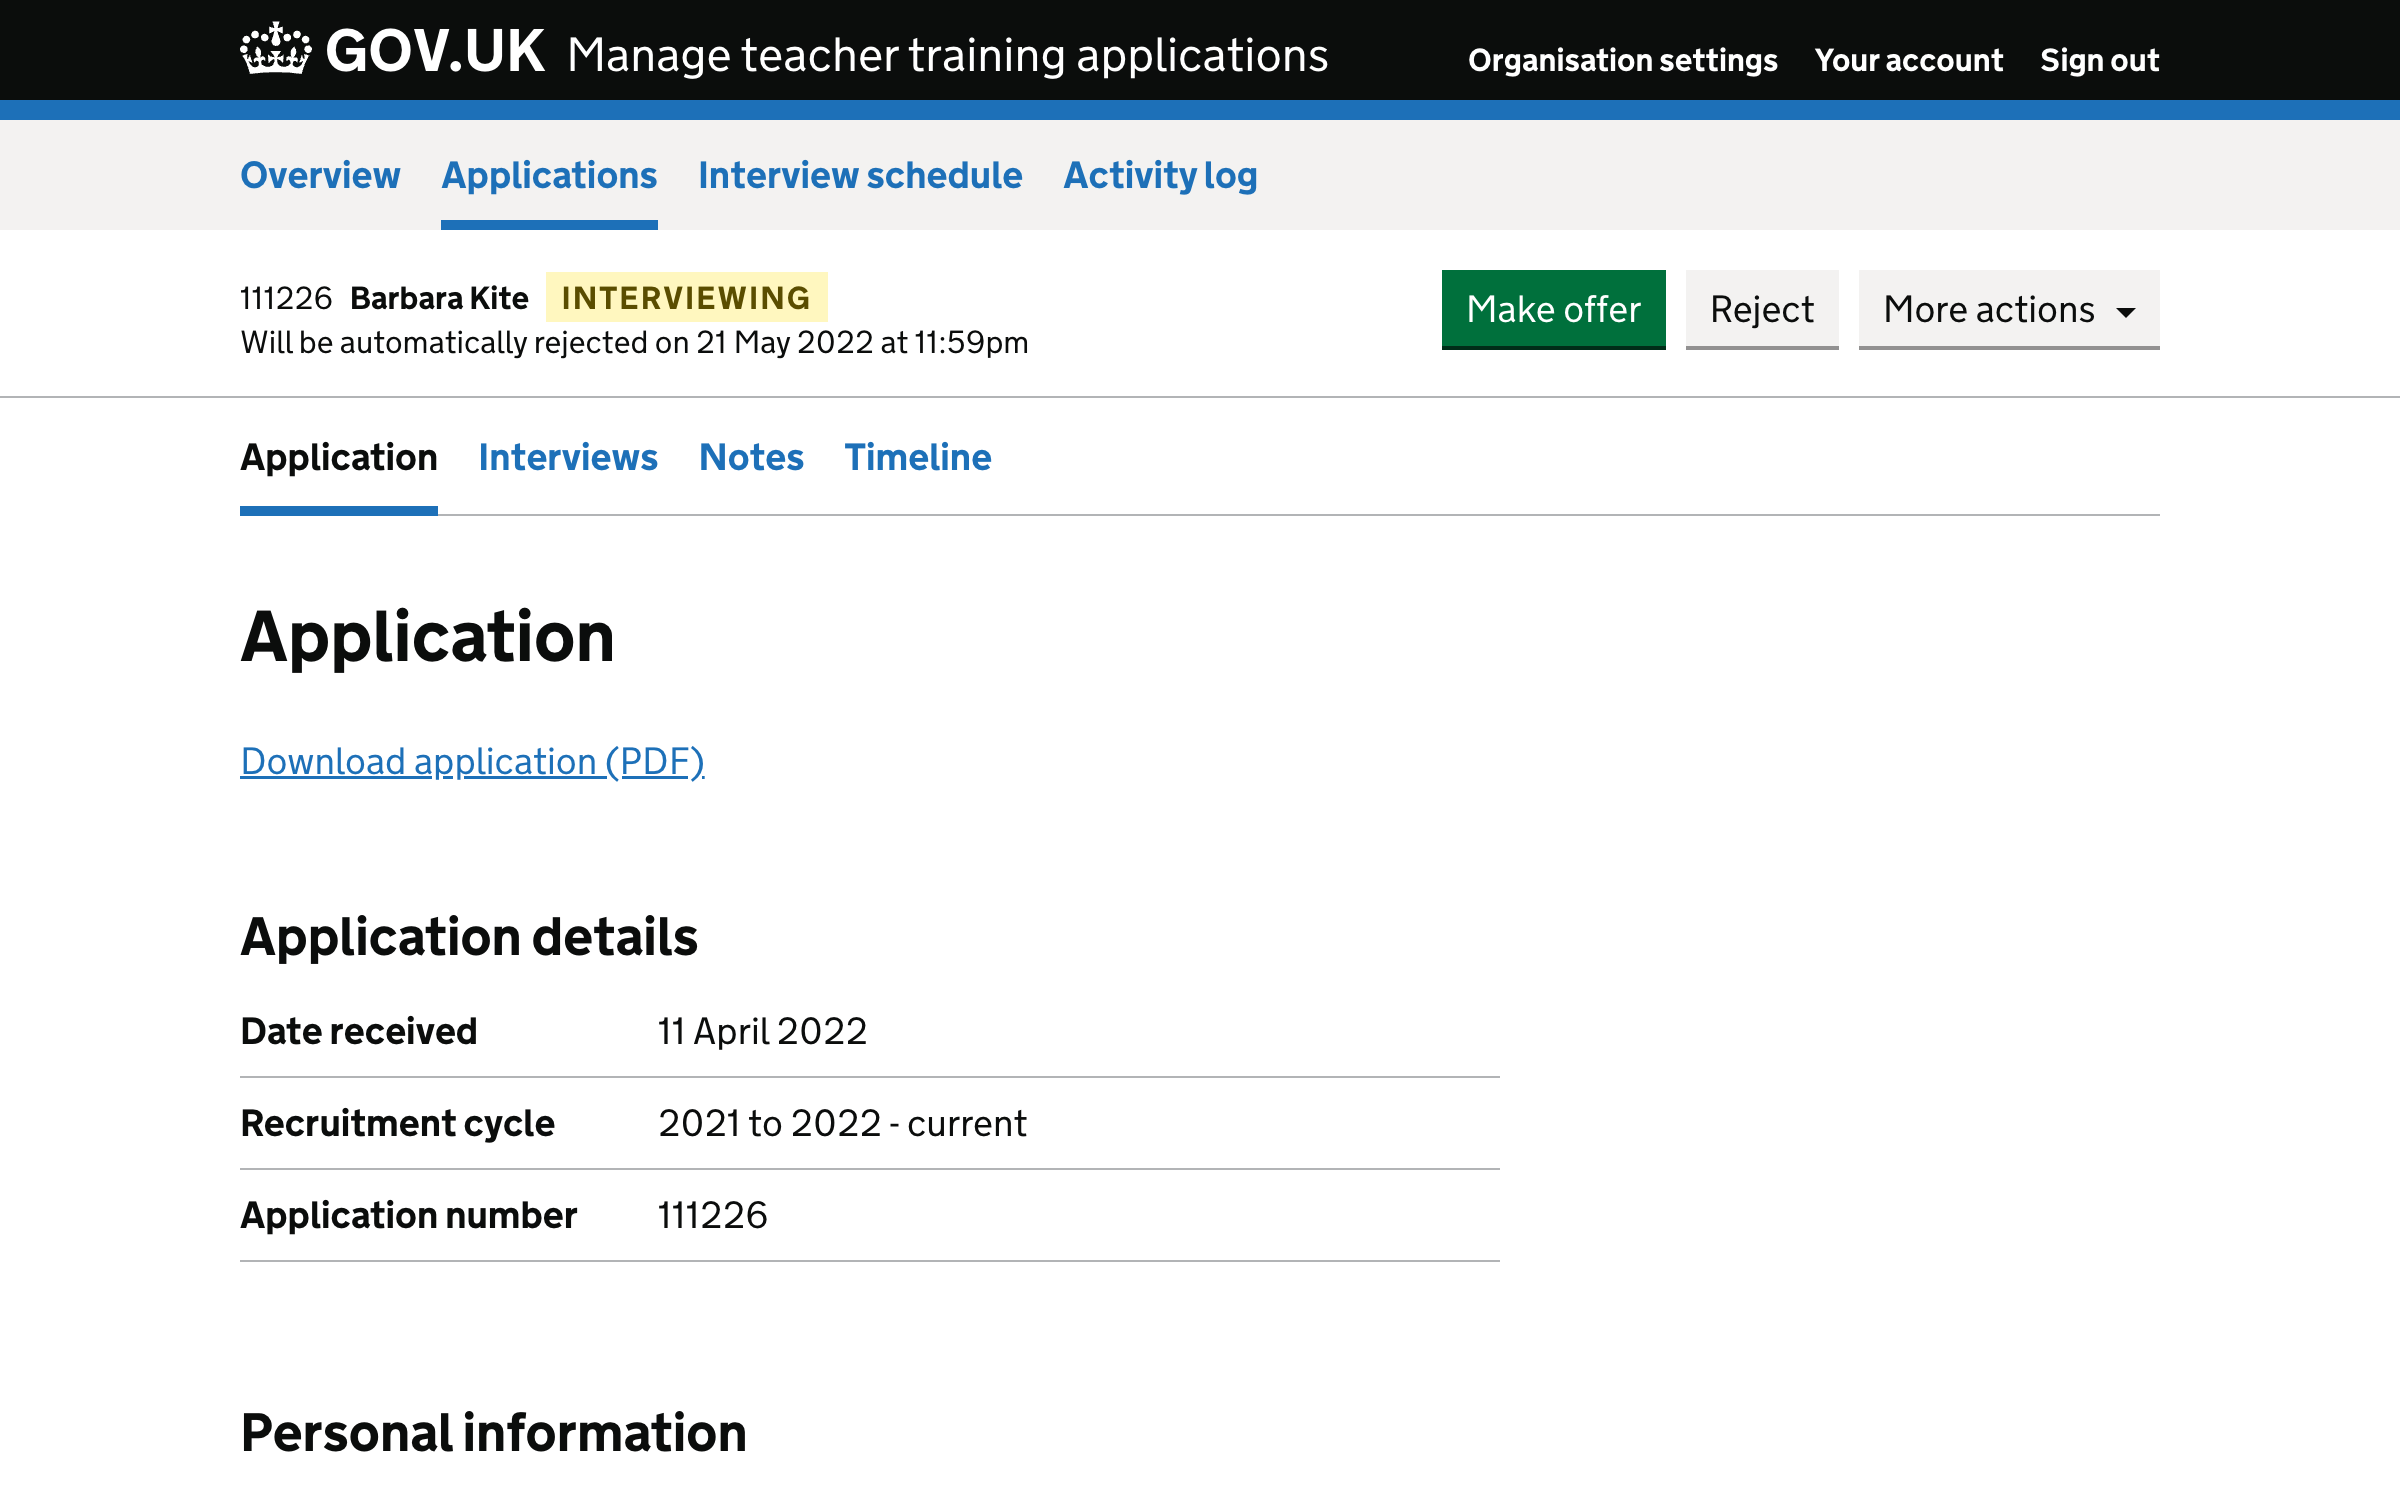 GOV.UK Manage teacher training applications Organisation settings Your account Sign out
Overview Applications Interview schedule Activity log
111226 Barbara Kite INTERVIEWING
Will be automatically rejected on 21 May 2022 at 11:59pm
Make offer Reject More actions
Application Interviews Notes Timeline
Application
Download application (PDF)
Application details
Date received 11 April 2022
Recruitment cycle 2021 to 2022 - current
Application number 111226
Personal information